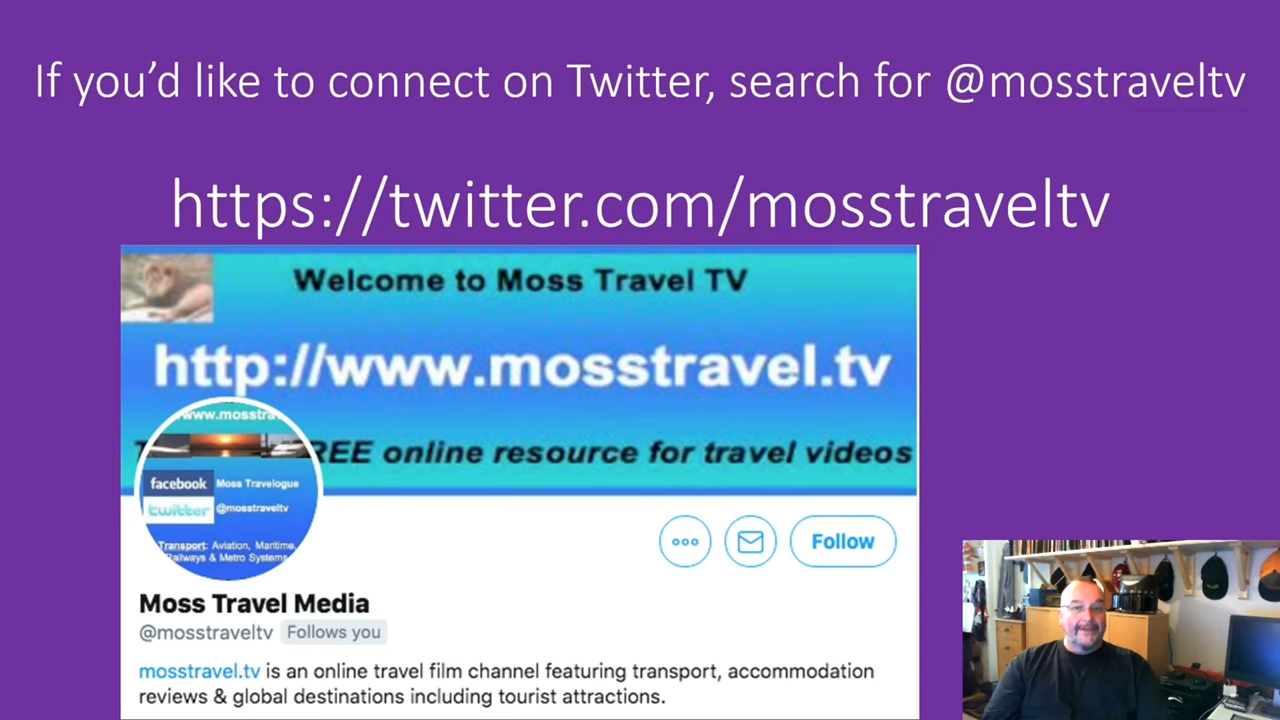 If you’d like to connect on Twitter, search for @mosstraveltv
https://twitter.com/mosstraveltv
Welcome to Moss Travel TV
http://www.mosstravel.tv
FREE online resource for travel videos
www.mosstra
facebook Moss Travelogue
twitter @mosstraveltv
Transport: Aviation, Maritime,
Railways & Metro Systems
Follow
Moss Travel Media
@mosstraveltv Follows you
mosstravel.tv is an online travel film channel featuring transport, accommodation
reviews & global destinations including tourist attractions.